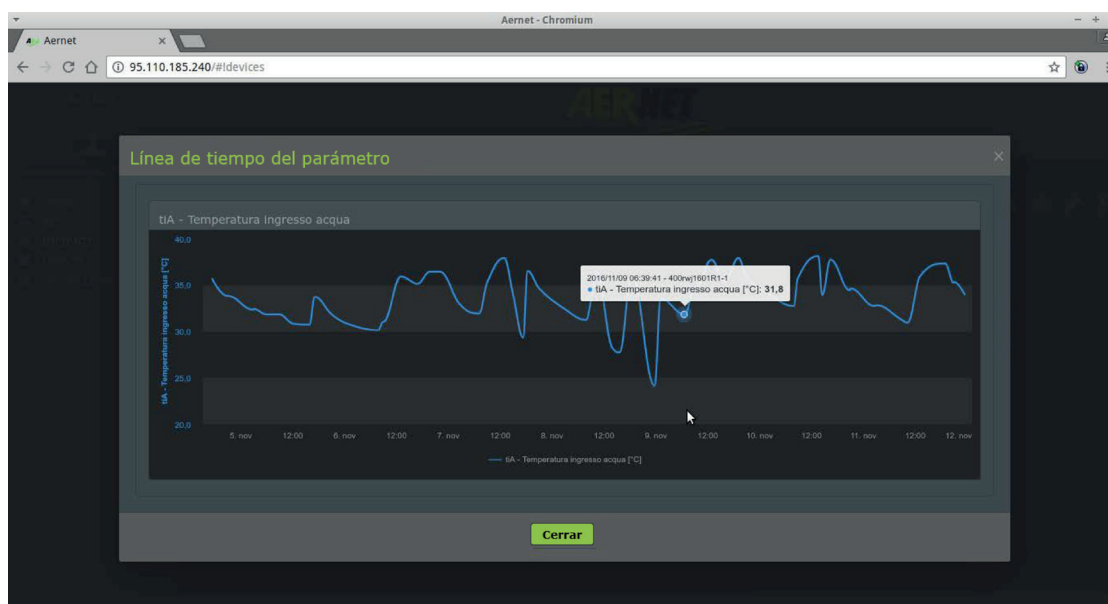 Aernet - Chromium
Aernet
95.110.185.240/#!devices
AERNET
Línea de tiempo del parámetro
tiA - Temperatura ingresso acqua
40,0
35,0
30,0
25,0
20,0
tiA - Temperatura ingresso acqua [°C]
2016/11/09 06:39:41 - 400rwj1601R1-1
tiA - Temperatura ingresso acqua [°C]: 31,8
5. nov 12:00 6. nov 12:00 7. nov 12:00 8. nov 12:00 9. nov 12:00 10. nov 12:00 11. nov 12:00 12. nov
tiA - Temperatura ingresso acqua [°C]
Cerrar